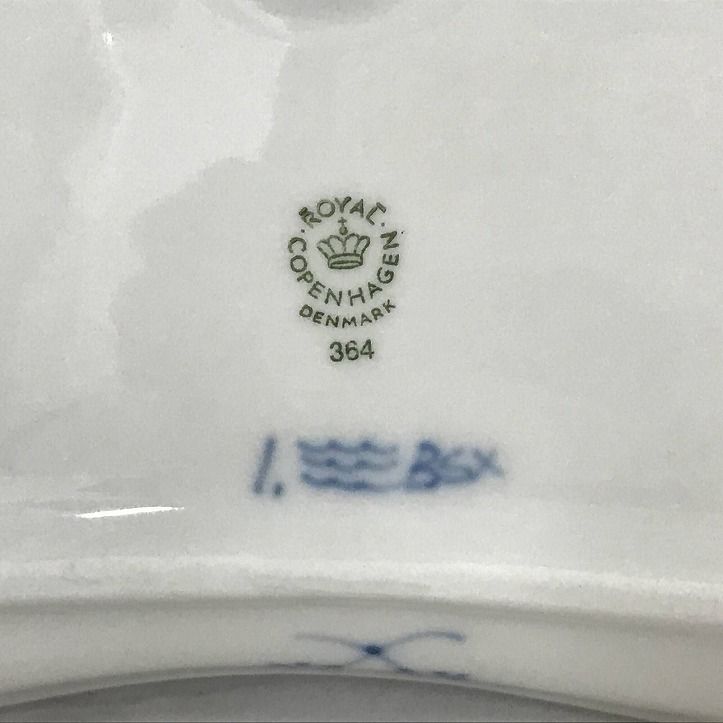 ROYAL
COPENHAGEN
DENMARK
364
1. BGX